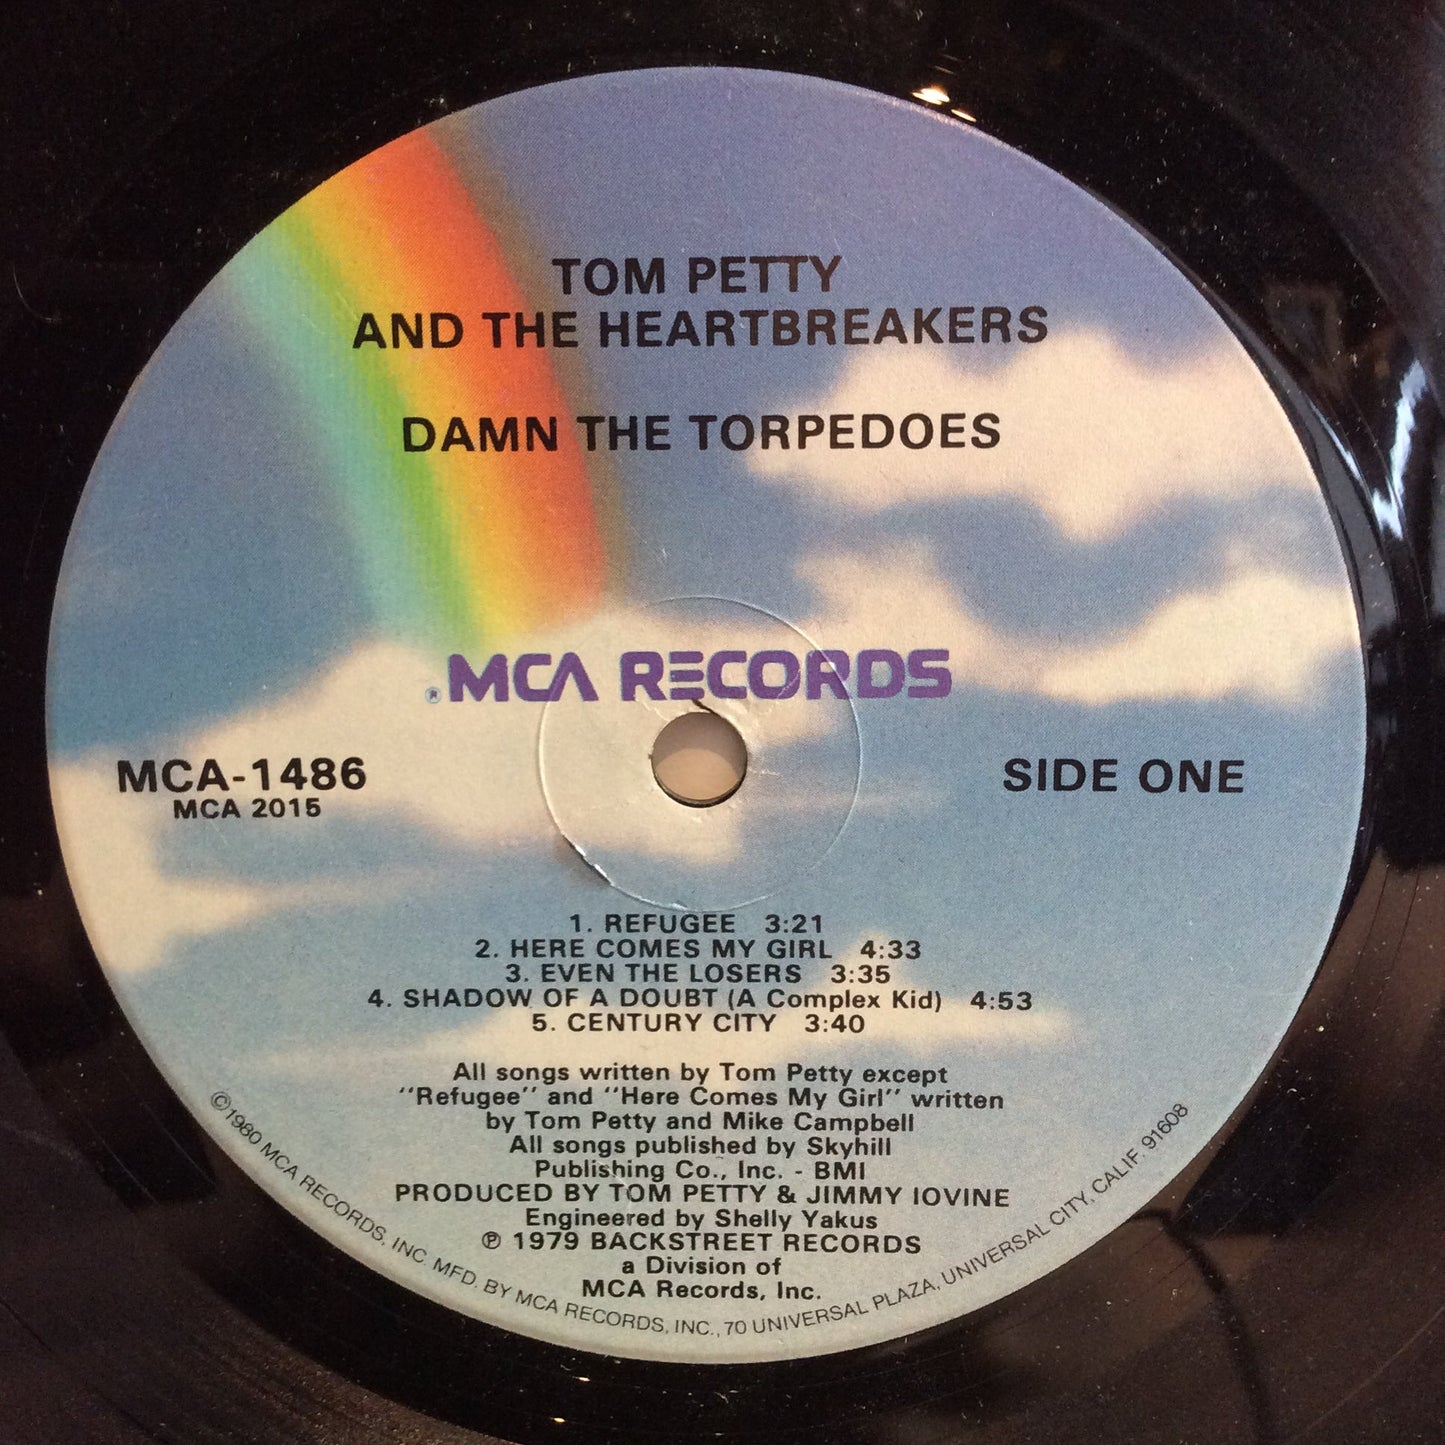 TOM PETTY
AND THE HEARTBREAKERS
DAMN THE TORPEDOES
® MCA RECORDS
MCA-1486
MCA 2015
SIDE ONE
1. REFUGEE 3:21
2. HERE COMES MY GIRL 4:33
3. EVEN THE LOSERS 3:35
4. SHADOW OF A DOUBT (A Complex Kid) 4:53
5. CENTURY CITY 3:40
All songs written by Tom Petty except
"Refugee" and "Here Comes My Girl" written
by Tom Petty and Mike Campbell
All songs published by Skyhill
Publishing Co., Inc. - BMI
PRODUCED BY TOM PETTY & JIMMY IOVINE
Engineered by Shelly Yakus
℗ 1979 BACKSTREET RECORDS
a Division of
MCA Records, Inc.
©1980 MCA RECORDS, INC. MFD. BY MCA RECORDS, INC., 70 UNIVERSAL PLAZA, UNIVERSAL CITY, CALIF. 91608